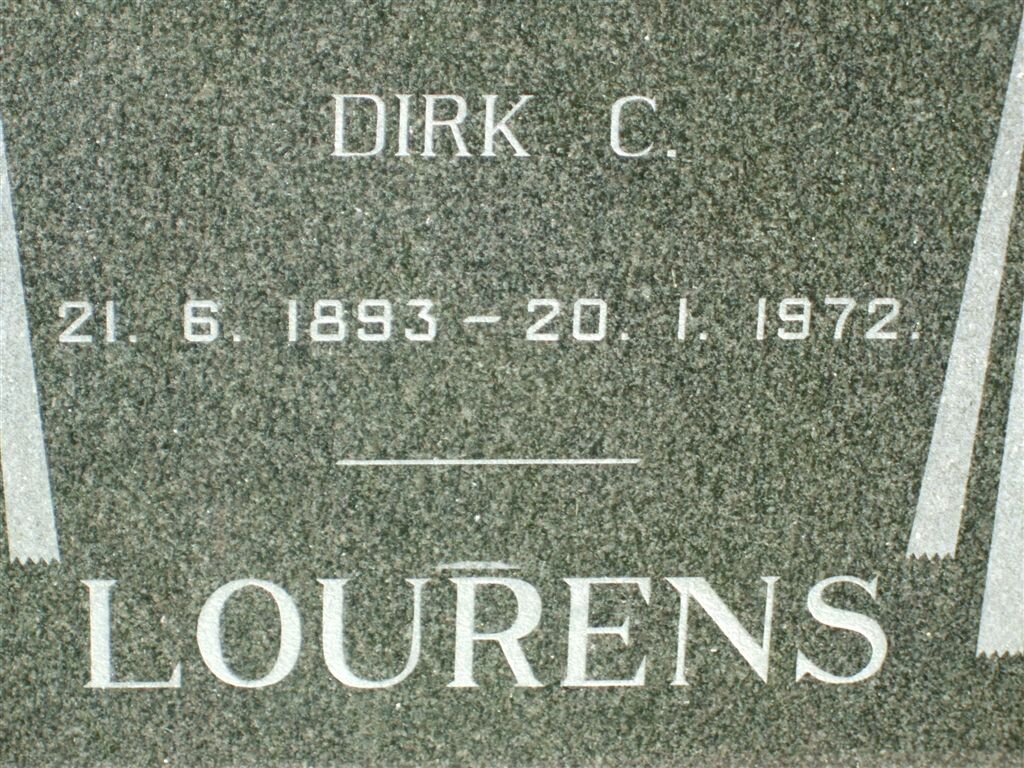 DIRK C.
21. 6. 1893 – 20. 1. 1972.
LOURENS